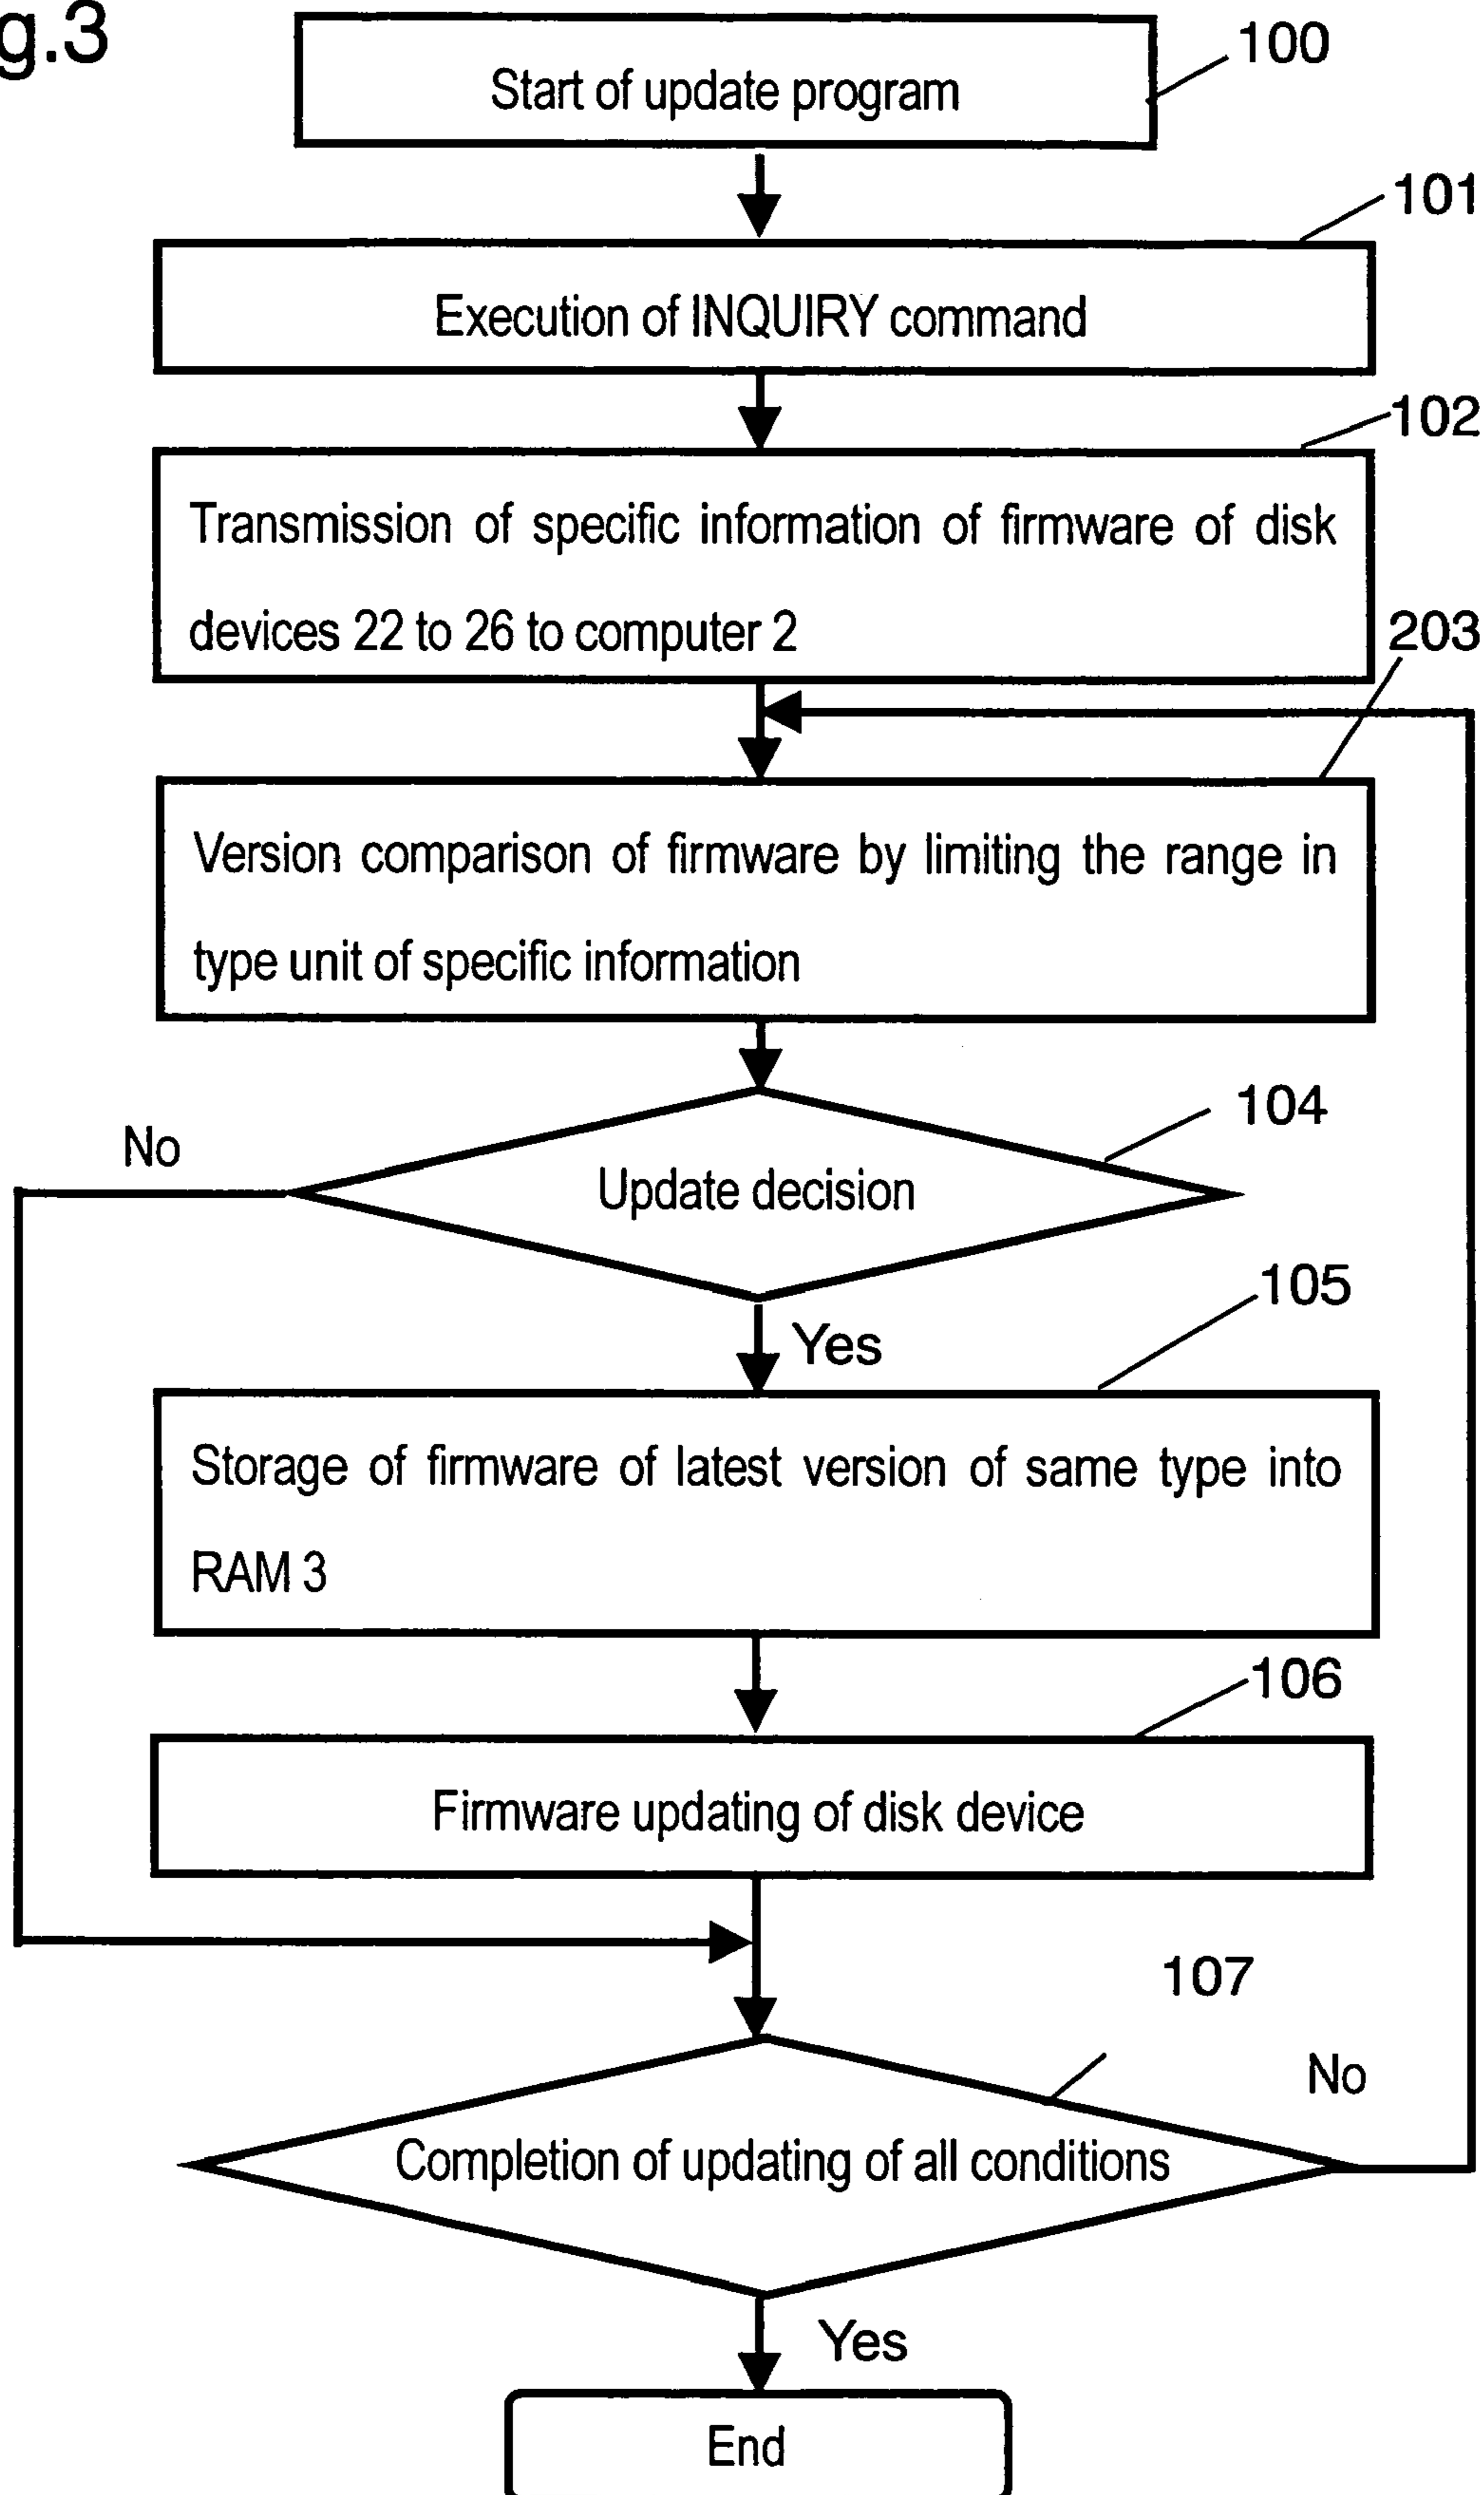 g.3
100
Start of update program
101
Execution of INQUIRY command
102
Transmission of specific information of firmware of disk
devices 22 to 26 to computer 2
203
Version comparison of firmware by limiting the range in
type unit of specific information
104
No
Update decision
105
Yes
Storage of firmware of latest version of same type into
RAM 3
106
Firmware updating of disk device
107
No
Completion of updating of all conditions
Yes
End